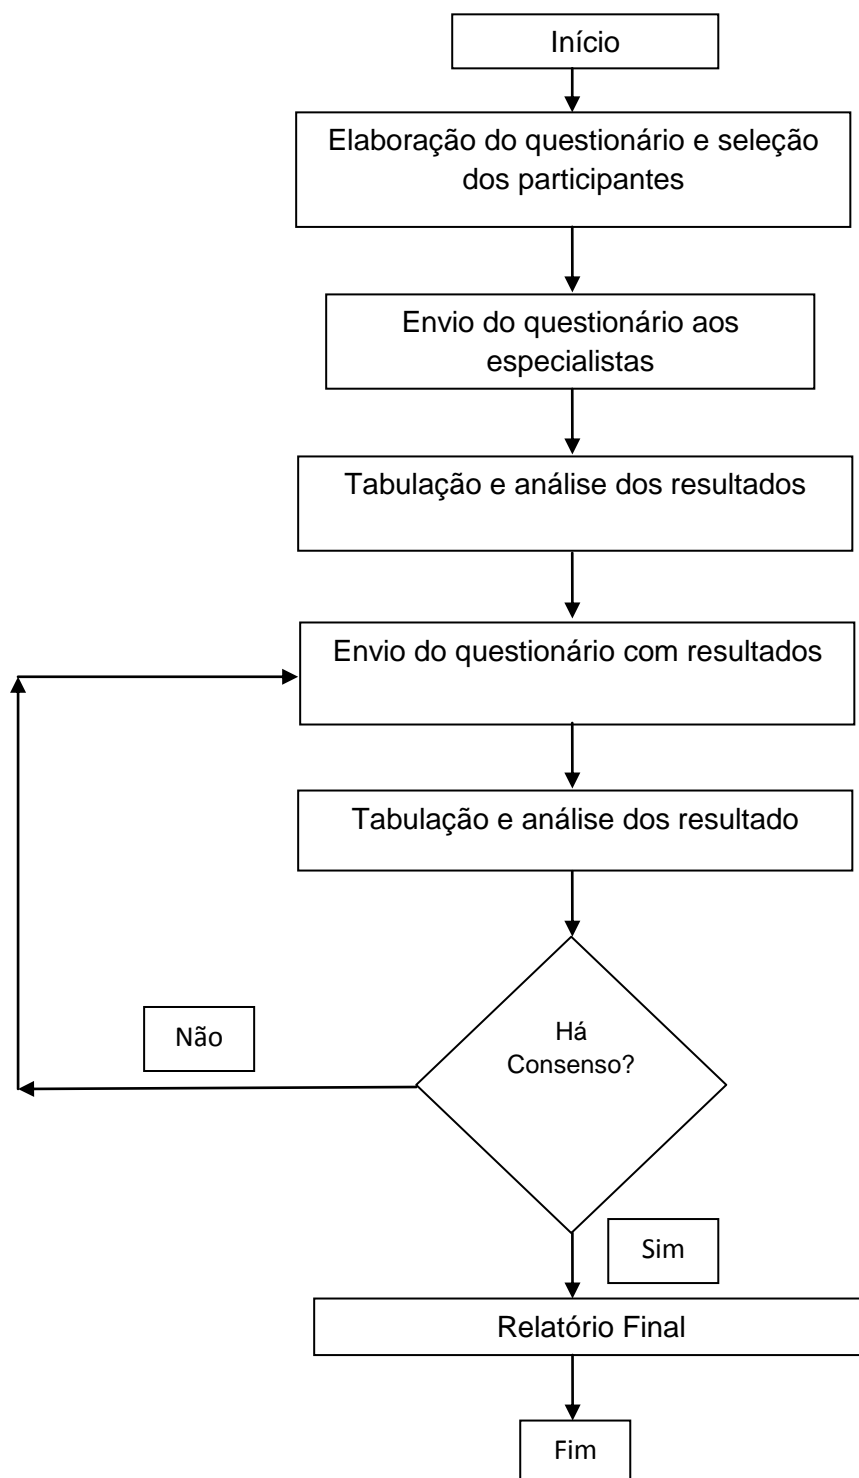 Início
Elaboração do questionário e seleção
dos participantes
Envio do questionário aos
especialistas
Tabulação e análise dos resultados
Envio do questionário com resultados
Tabulação e análise dos resultado
Há
Consenso?
Não
Sim
Relatório Final
Fim